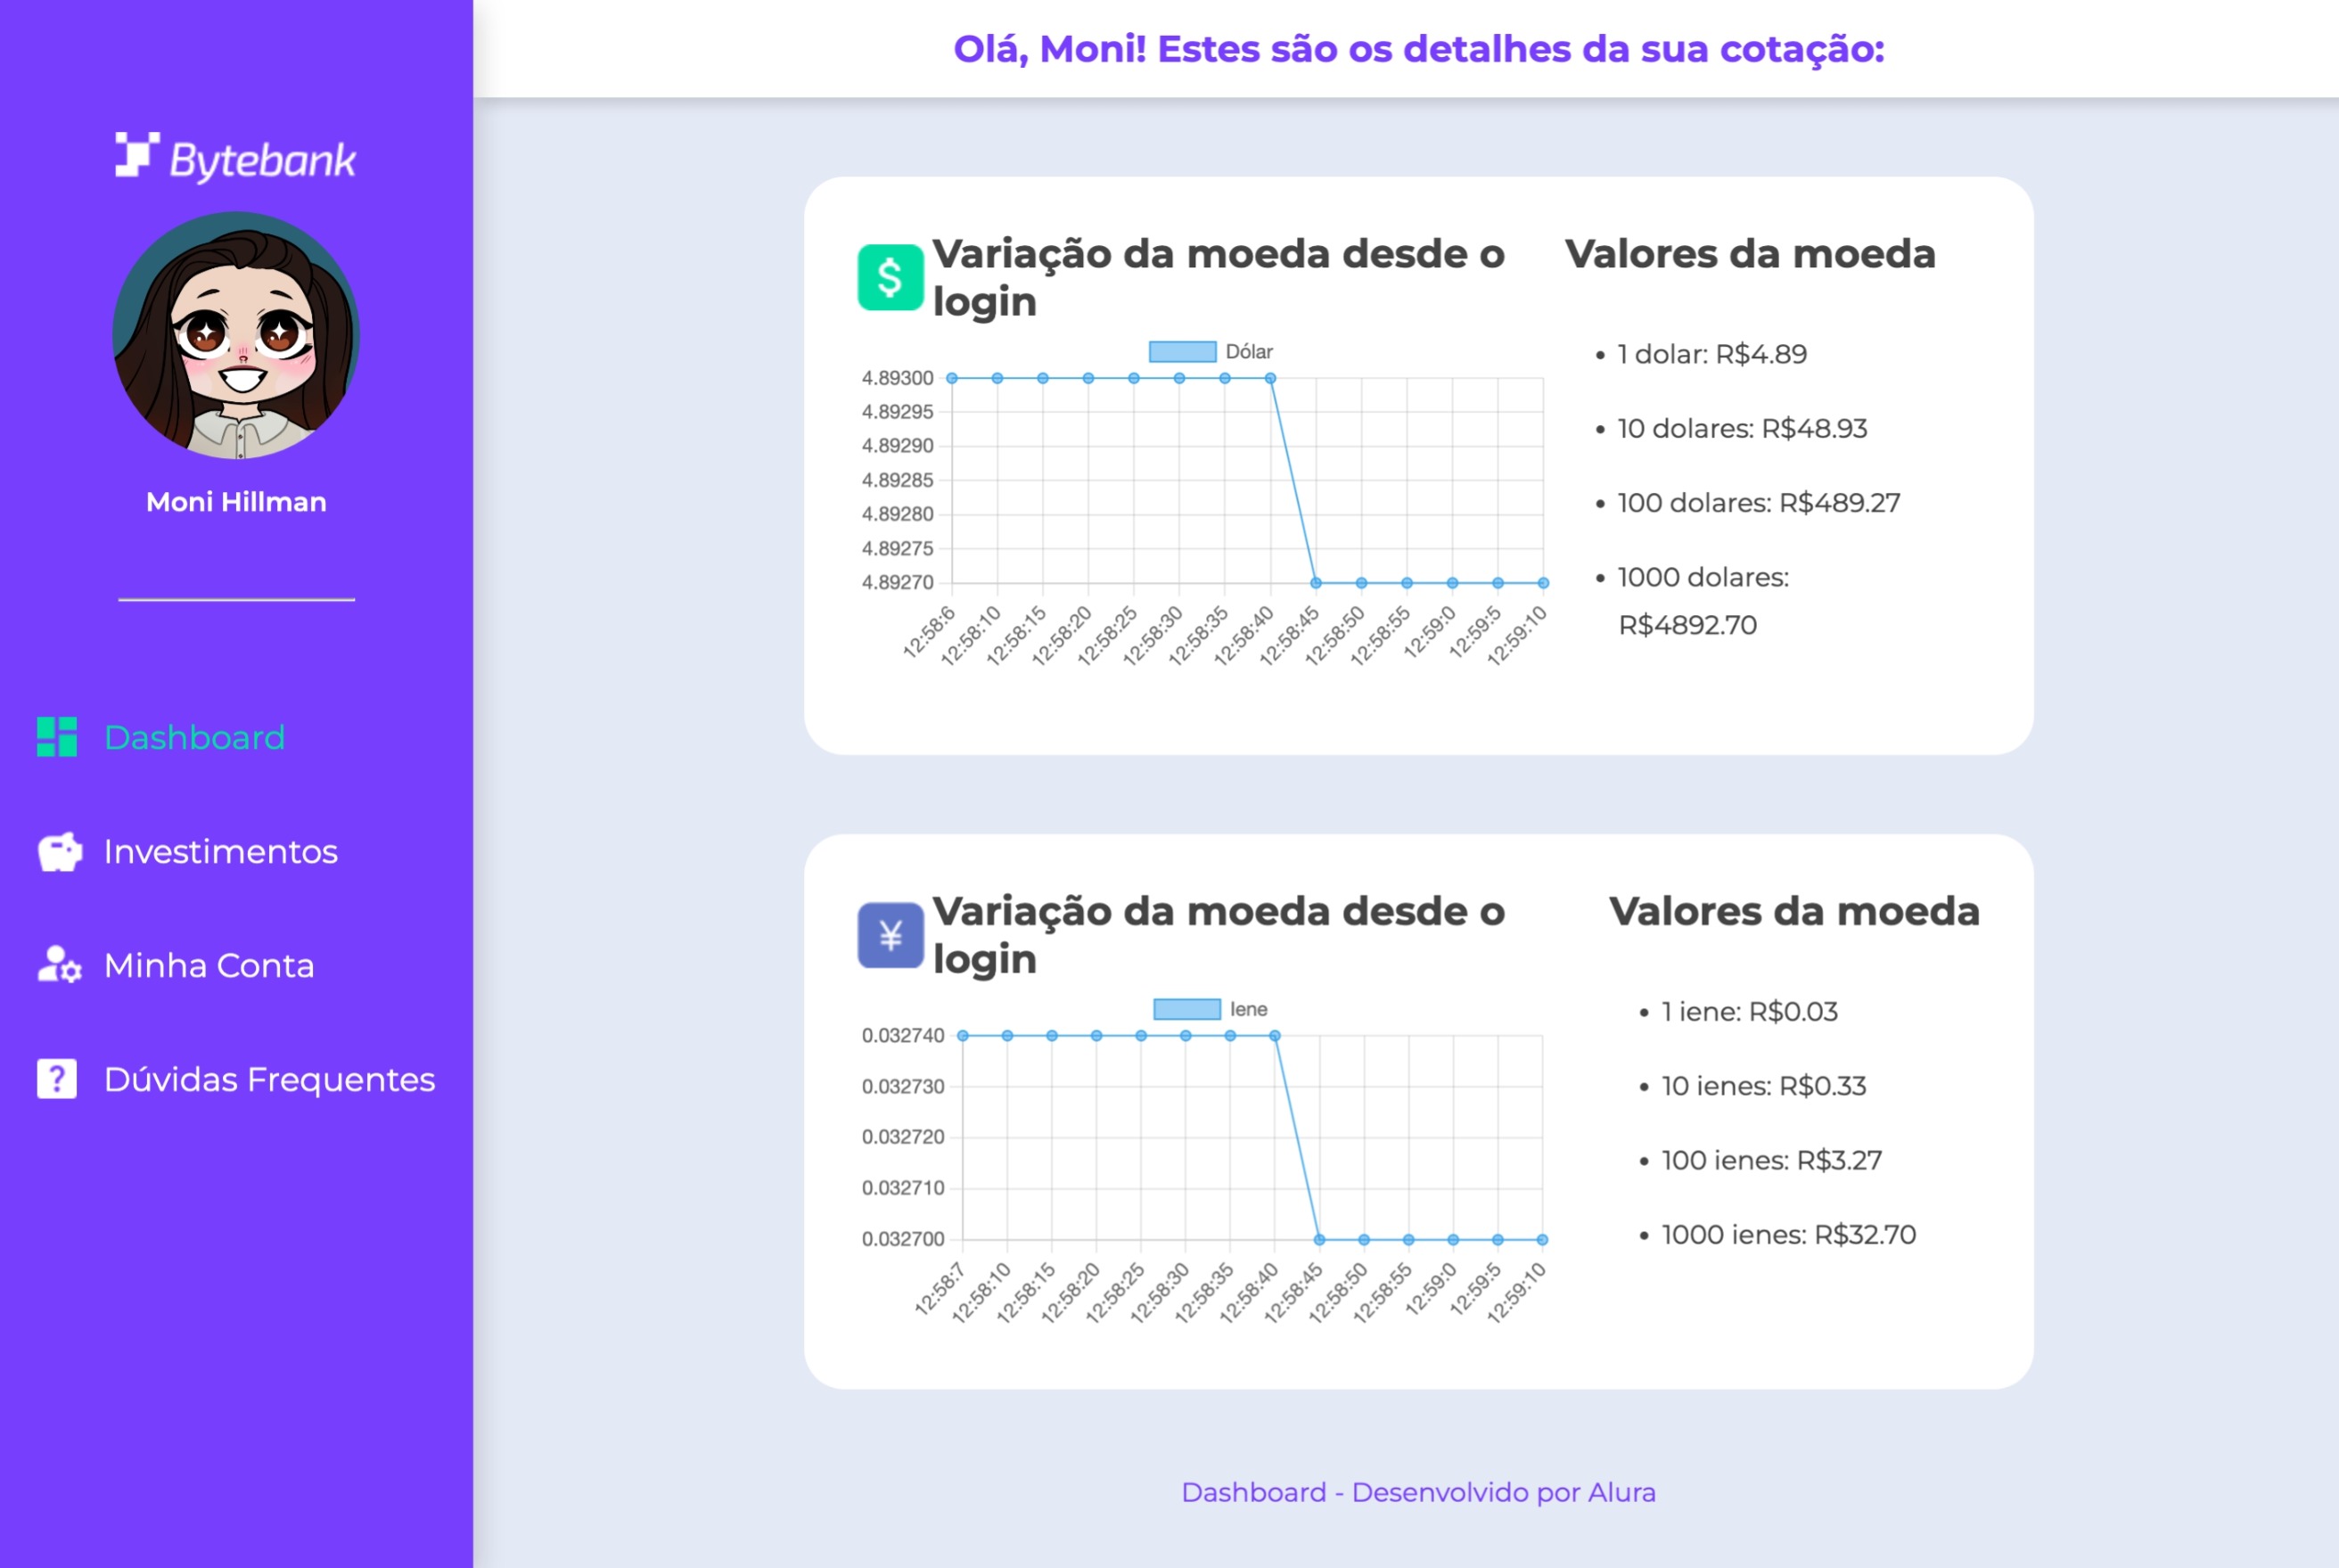 Olá, Moni! Estes são os detalhes da sua cotação:
Bytebank
Moni Hillman
Dashboard
Investimentos
Minha Conta
?
Dúvidas Frequentes
$
Variação da moeda desde o
login
Dólar
4.89300
4.89295
4.89290
4.89285
4.89280
4.89275
4.89270
12:58:6
12:58:10
12:58:15
12:58:20
12:58:25
12:58:30
12:58:35
12:58:40
12:58:45
12:58:50
12:58:55
12:59:0
12:59:5
12:59:10
Valores da moeda
• 1 dolar: R$4.89
• 10 dolares: R$48.93
• 100 dolares: R$489.27
• 1000 dolares:
R$4892.70
¥
Variação da moeda desde o
login
Iene
0.032740
0.032730
0.032720
0.032710
0.032700
12:58:7
12:58:10
12:58:15
12:58:20
12:58:25
12:58:30
12:58:35
12:58:40
12:58:45
12:58:50
12:58:55
12:59:0
12:59:5
12:59:10
Valores da moeda
• 1 iene: R$0.03
• 10 ienes: R$0.33
• 100 ienes: R$3.27
• 1000 ienes: R$32.70
Dashboard - Desenvolvido por Alura